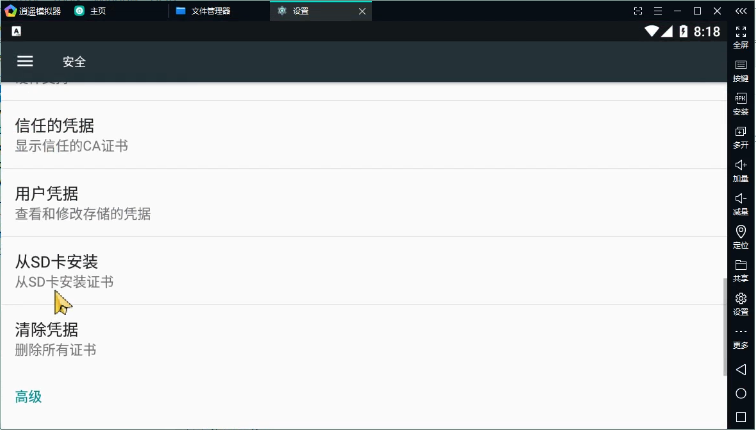 逍遥模拟器
主页
文件管理器
设置
8:18
安全
信任的凭据
显示信任的CA证书
用户凭据
查看和修改存储的凭据
从SD卡安装
从SD卡安装证书
清除凭据
删除所有证书
高级
全屏
按键
APK
安装
多开
加量
减量
定位
共享
设置
更多